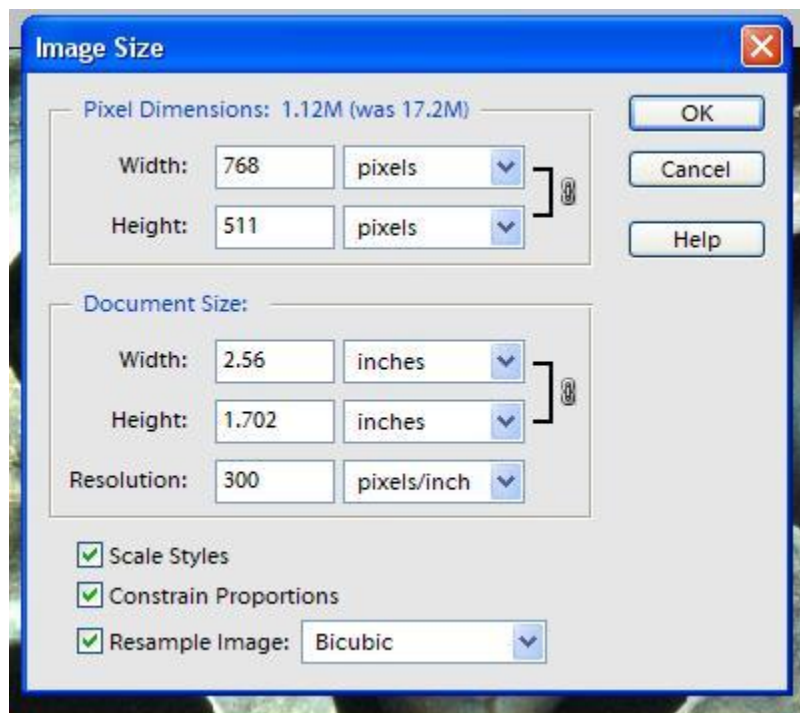 Image Size
Pixel Dimensions: 1.12M (was 17.2M)
OK
Width: 768 pixels
Cancel
Height: 511 pixels
Help
Document Size:
Width: 2.56 inches
Height: 1.702 inches
Resolution: 300 pixels/inch
Scale Styles
Constrain Proportions
Resample Image: Bicubic